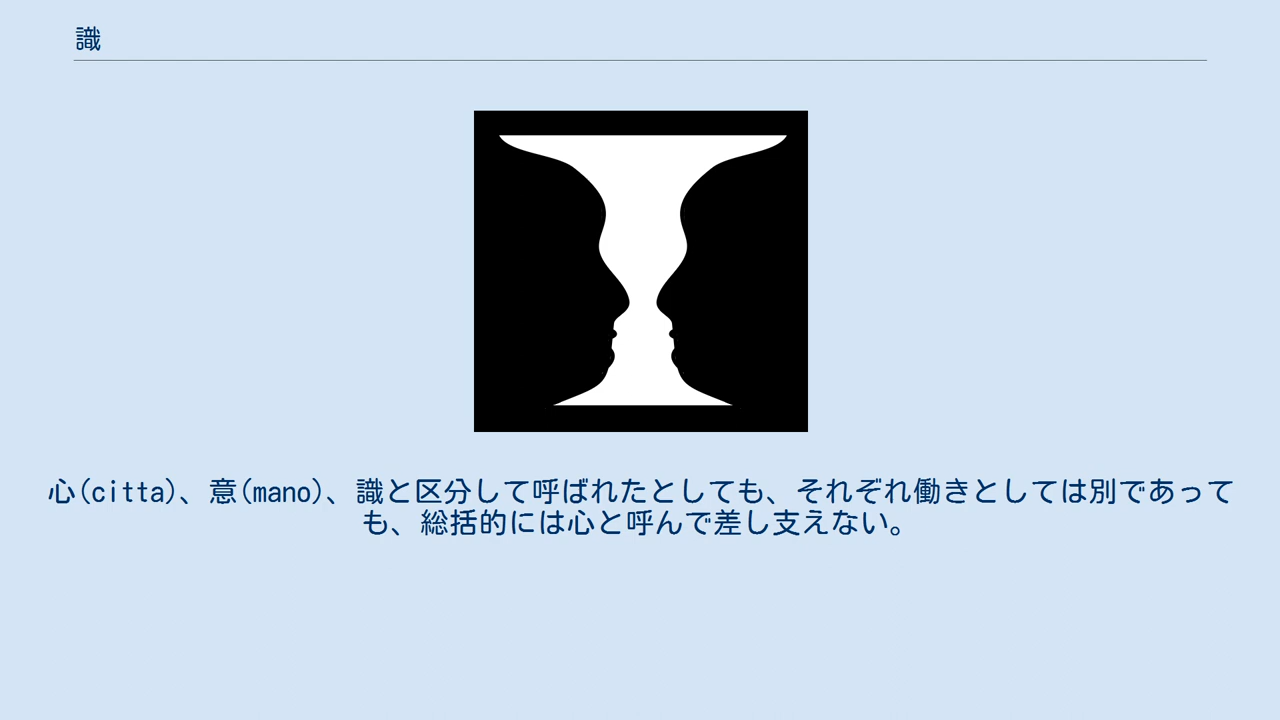 識
心(citta)、意(mano)、識と区分して呼ばれたとしても、それぞれ働きとしては別であって
も、総括的には心と呼んで差し支えない。